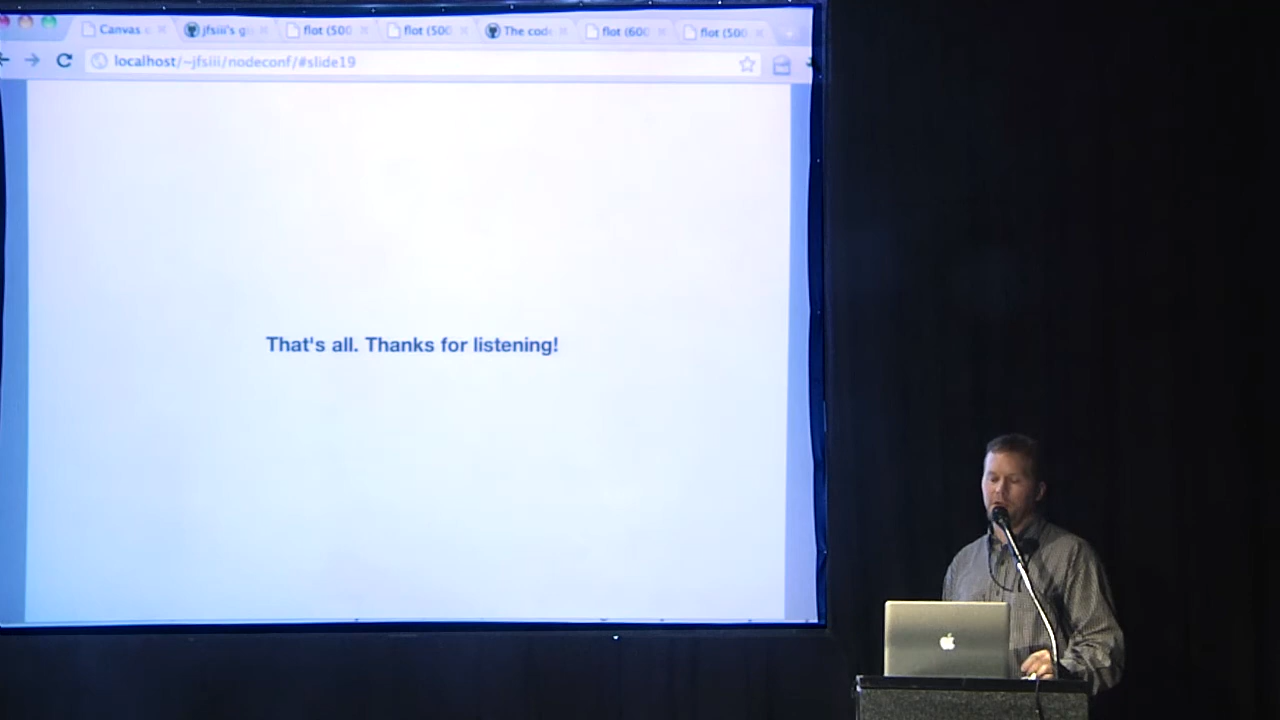 Canvas
jfsiii's g
flot (500
flot (500
The code
flot (600
flot (500
localhost/~jfsiii/nodeconf/#slide19
That's all. Thanks for listening!